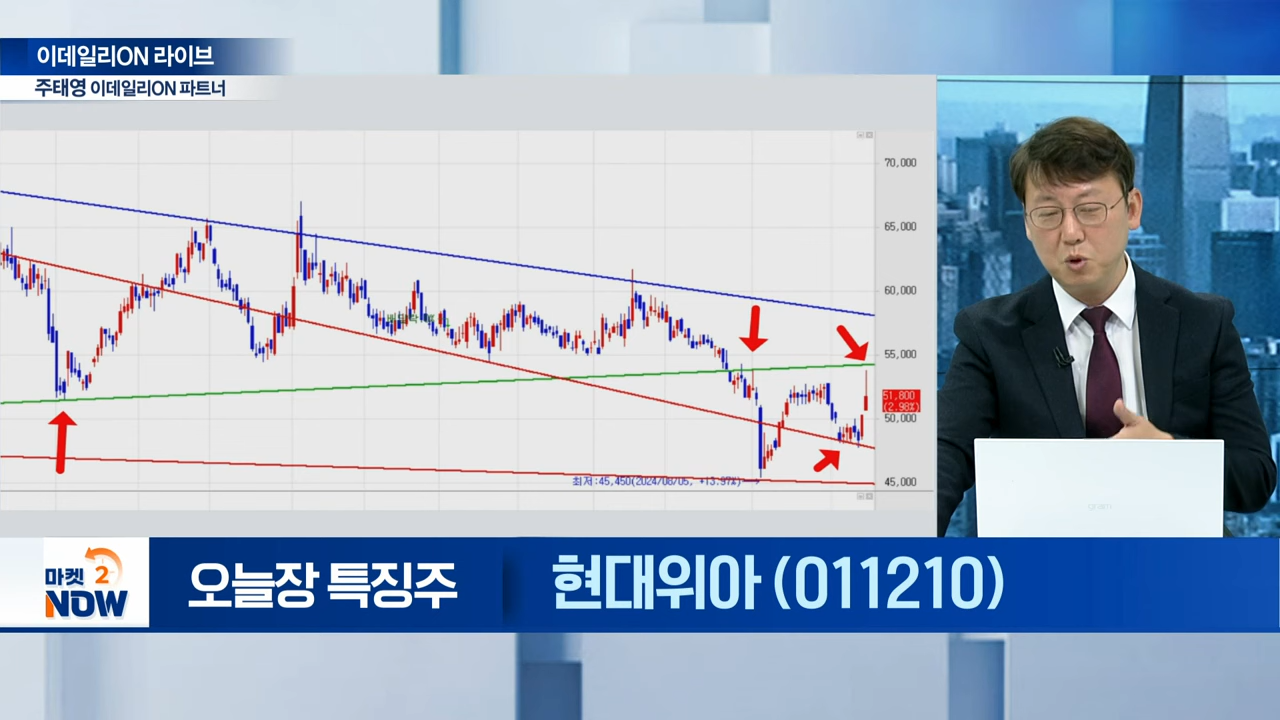 이데일리ON 라이브
주태영 이데일리ON 파트너
70,000
65,000
60,000
55,000
51,800
(2.98%)
50,000
45,000
최저:45,450(2024/08/05, +13.97%)
gram
마켓 2
NOW
오늘장 특징주
현대위아 (011210)